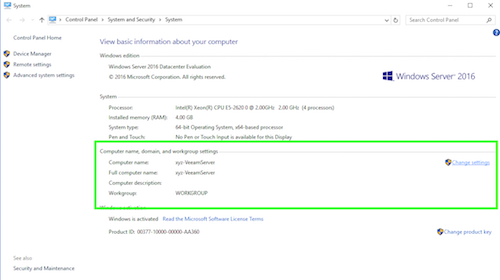 System
Control Panel > System and Security > System
Control Panel Home
Device Manager
Remote settings
Advanced system settings
View basic information about your computer
Windows edition
Windows Server 2016 Datacenter Evaluation
© 2016 Microsoft Corporation. All rights reserved.
Windows Server 2016
System
Processor: Intel(R) Xeon(R) CPU E5-2620 0 @ 2.00GHz 2.00 GHz (4 processors)
Installed memory (RAM): 4.00 GB
System type: 64-bit Operating System, x64-based processor
Pen and Touch: No Pen or Touch Input is available for this Display
Computer name, domain, and workgroup settings
Computer name: xyz-VeeamServer
Change settings
Full computer name: xyz-VeeamServer
Computer description:
Workgroup: WORKGROUP
Windows activation
Windows is activated Read the Microsoft Software License Terms
Product ID: 00377-10000-00000-AA360
Change product key
See also
Security and Maintenance